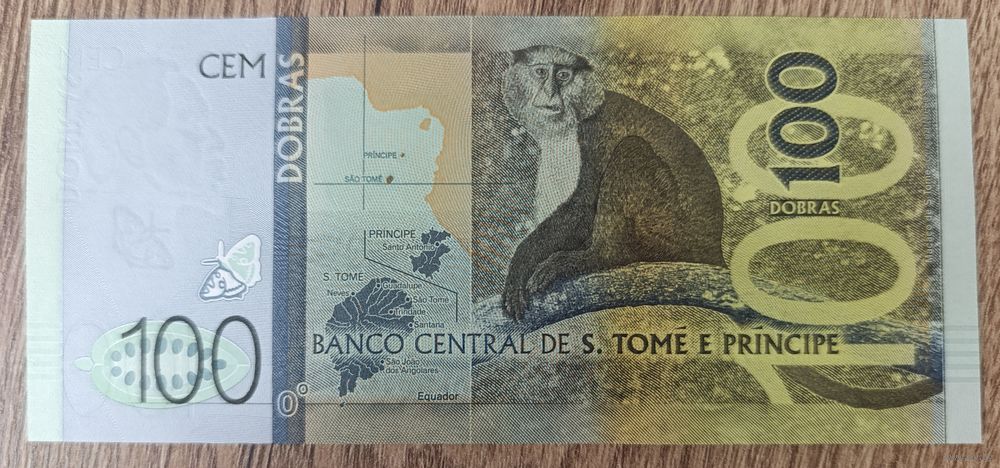 CEM
DOBRAS
PRÍNCIPE
SÃO TOMÉ
PRÍNCIPE
Santo António
S. TOMÉ
Neves
Guadalupe
São Tomé
Trindade
Santana
São João
dos Angolares
Equador
0°
100
BANCO CENTRAL DE S. TOMÉ E PRÍNCIPE
100
DOBRAS
100